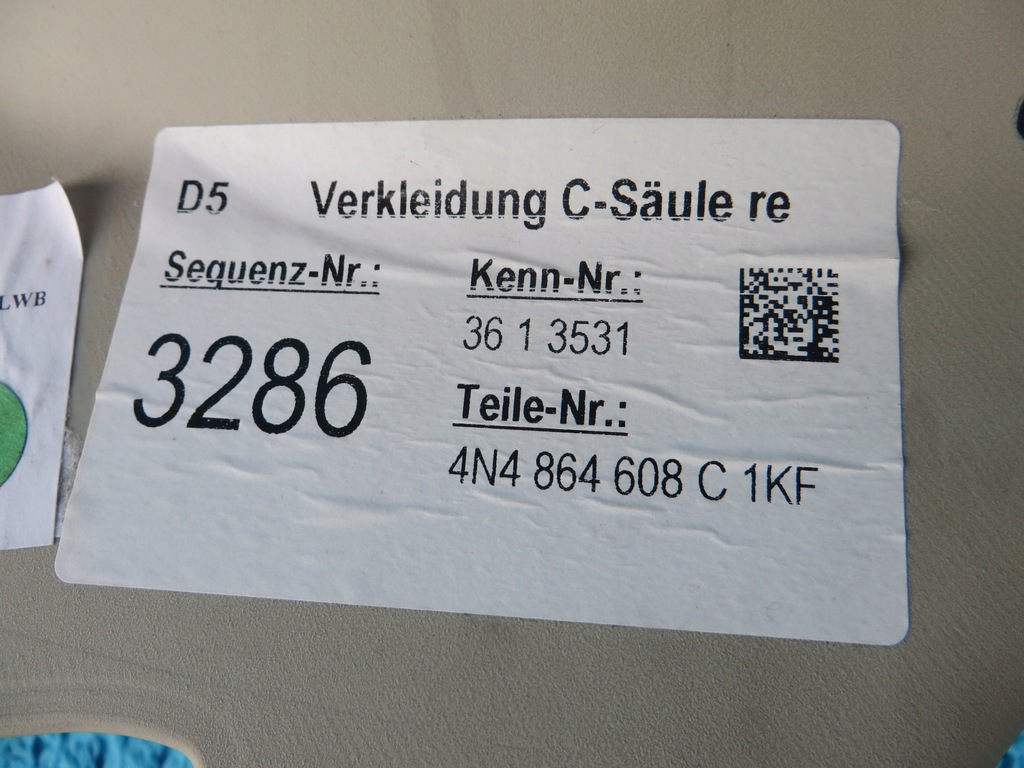 D5 Verkleidung C-Säule re
Sequenz-Nr.: Kenn-Nr.:
3286 36 1 3531
Teile-Nr.:
4N4 864 608 C 1KF
LWB